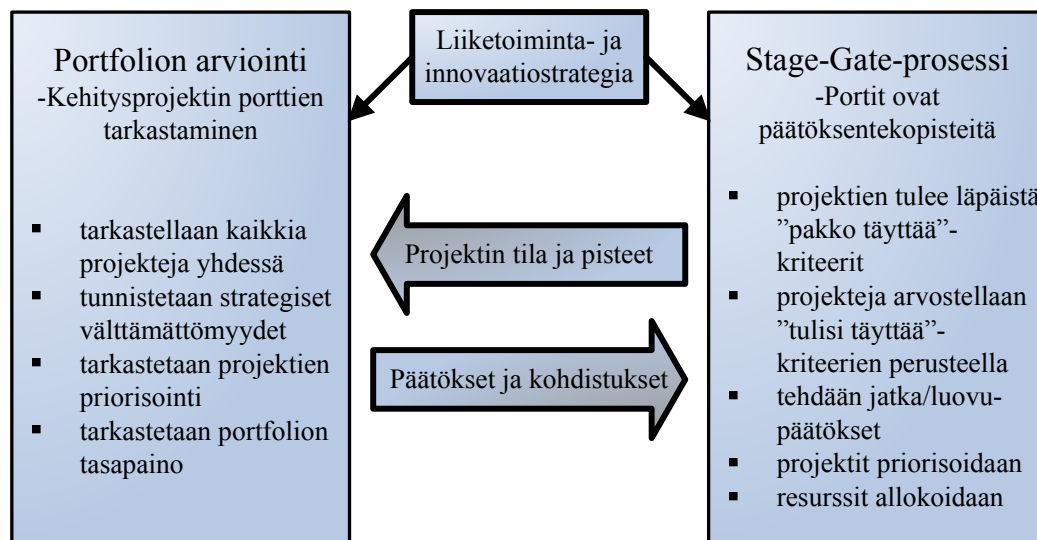 Portfolion arviointi
-Kehitysprojektin porttien
tarkastaminen
▪ tarkastellaan kaikkia
projekteja yhdessä
▪ tunnistetaan strategiset
välttämättömyydet
▪ tarkastetaan projektien
priorisointi
▪ tarkastetaan portfolion
tasapaino
Liiketoiminta- ja
innovaatiostrategia
Projektin tila ja pisteet
Päätökset ja kohdistukset
Stage-Gate-prosessi
-Portit ovat
päätöksentekopisteitä
▪ projektien tulee läpäistä
”pakko täyttää”-
kriteerit
▪ projekteja arvostellaan
”tulisi täyttää”-
kriteerien perusteella
▪ tehdään jatka/luovu-
päätökset
▪ projektit priorisoidaan
▪ resurssit allokoidaan